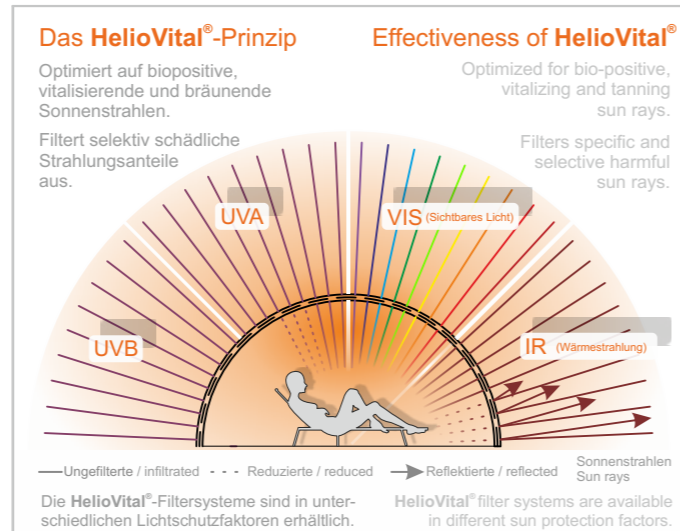 Das HelioVital®-Prinzip
Optimiert auf biopositive,
vitalisierende und bräunende
Sonnenstrahlen.
Filtert selektiv schädliche
Strahlungsanteile
aus.
Effectiveness of HelioVital®
Optimized for bio-positive,
vitalizing and tanning
sun rays.
Filters specific and
selective harmful
sun rays.
UVA
VIS (Sichtbares Licht)
UVB
IR (Wärmestrahlung)
Ungefilterte / infiltrated
Reduzierte / reduced
Reflektierte / reflected
Sonnenstrahlen
Sun rays
Die HelioVital®-Filtersysteme sind in unter-
schiedlichen Lichtschutzfaktoren erhältlich.
HelioVital® filter systems are available
in different sun protection factors.